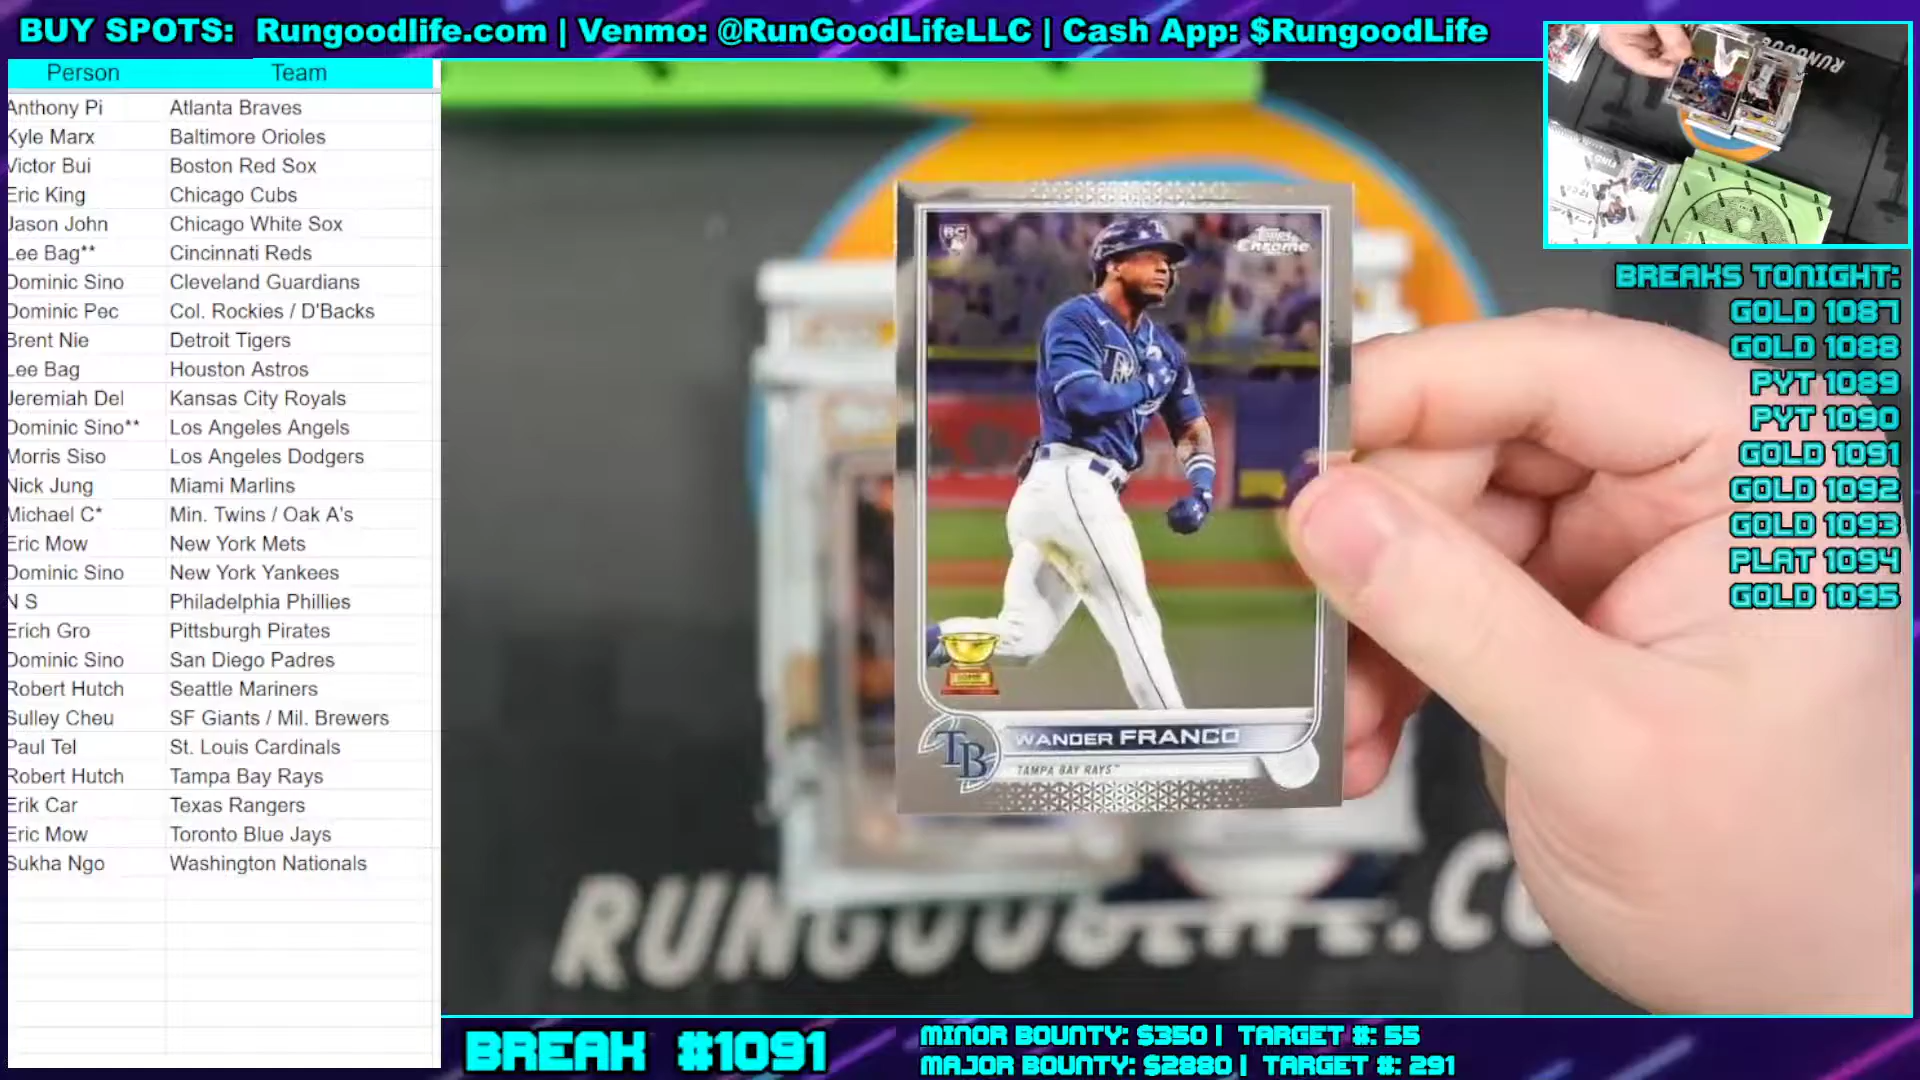 BUY SPOTS: Rungoodlife.com | Venmo: @RunGoodLifeLLC | Cash App: $RungoodLife
Person Team
Anthony Pi Atlanta Braves
Kyle Marx Baltimore Orioles
Victor Bui Boston Red Sox
Eric King Chicago Cubs
Jason John Chicago White Sox
Lee Bag** Cincinnati Reds
Dominic Sino Cleveland Guardians
Dominic Pec Col. Rockies / D'Backs
Brent Nie Detroit Tigers
Lee Bag Houston Astros
Jeremiah Del Kansas City Royals
Dominic Sino** Los Angeles Angels
Morris Siso Los Angeles Dodgers
Nick Jung Miami Marlins
Michael C* Min. Twins / Oak A's
Eric Mow New York Mets
Dominic Sino New York Yankees
N S Philadelphia Phillies
Erich Gro Pittsburgh Pirates
Dominic Sino San Diego Padres
Robert Hutch Seattle Mariners
Sulley Cheu SF Giants / Mil. Brewers
Paul Tel St. Louis Cardinals
Robert Hutch Tampa Bay Rays
Erik Car Texas Rangers
Eric Mow Toronto Blue Jays
Sukha Ngo Washington Nationals
RC
Topps
Chrome
TB
WANDER FRANCO
TAMPA BAY RAYS™
RUNGOODLIFE.CO
RUNGOO
BREAKS TONIGHT:
GOLD 1087
GOLD 1088
PYT 1089
PYT 1090
GOLD 1091
GOLD 1092
GOLD 1093
PLAT 1094
GOLD 1095
BREAK #1091
MINOR BOUNTY: $350 | TARGET #: 55
MAJOR BOUNTY: $2880 | TARGET #: 291